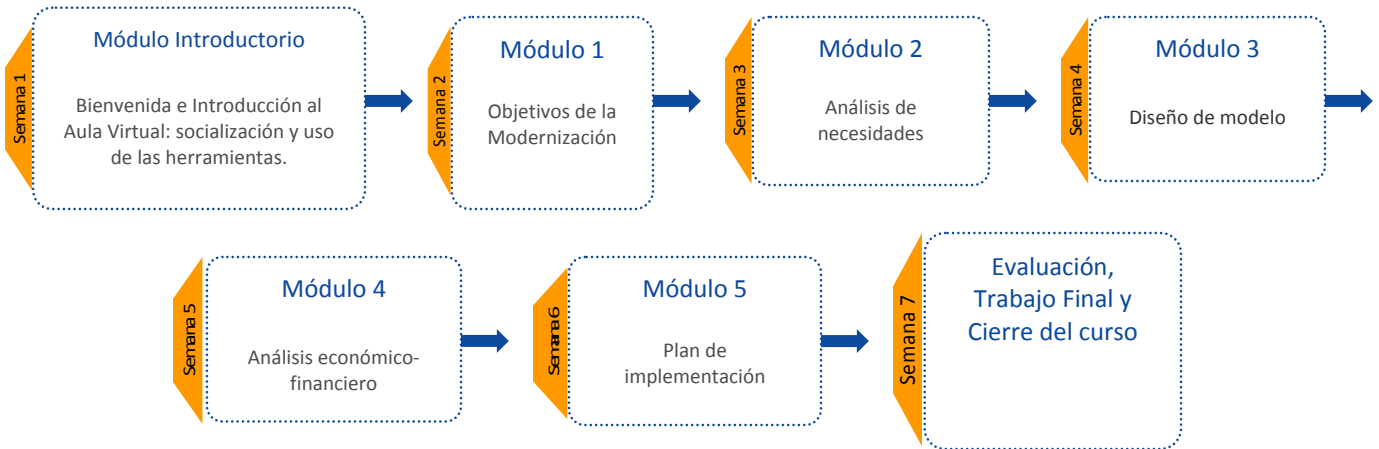 Semana 1
Módulo Introductorio
Bienvenida e Introducción al
Aula Virtual: socialización y uso
de las herramientas.
Semana 2
Módulo 1
Objetivos de la
Modernización
Semana 3
Módulo 2
Análisis de
necesidades
Semana 4
Módulo 3
Diseño de modelo
Semana 5
Módulo 4
Análisis económico-
financiero
Semana 6
Módulo 5
Plan de
implementación
Semana 7
Evaluación,
Trabajo Final y
Cierre del curso